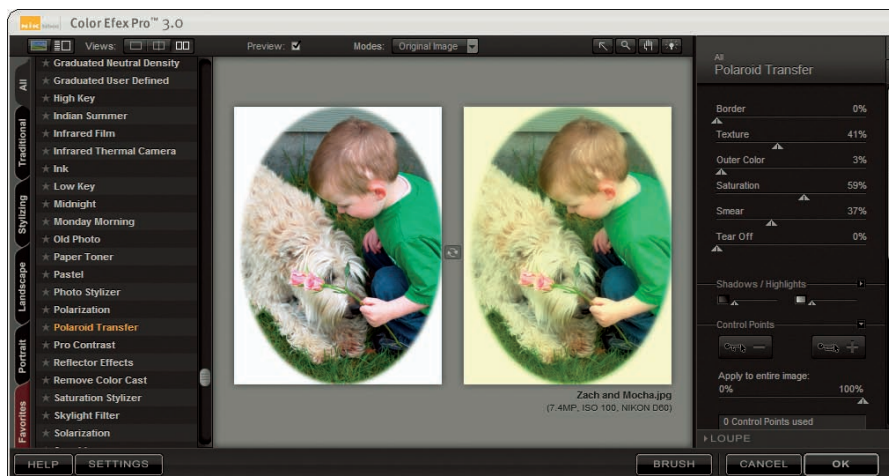 Nik Software Color Efex Pro™ 3.0
Views:
Preview:
Modes: Original Image
All
Traditional
Stylizing
Landscape
Portrait
Favorites
Graduated Neutral Density
Graduated User Defined
High Key
Indian Summer
Infrared Film
Infrared Thermal Camera
Ink
Low Key
Midnight
Monday Morning
Old Photo
Paper Toner
Pastel
Photo Stylizer
Polarization
Polaroid Transfer
Pro Contrast
Reflector Effects
Remove Color Cast
Saturation Stylizer
Skylight Filter
Solarization
Zach and Mocha.jpg
(7.4MP, ISO 100, NIKON D60)
All
Polaroid Transfer
Border 0%
Texture 41%
Outer Color 3%
Saturation 59%
Smear 37%
Tear Off 0%
Shadows / Highlights
Control Points
Apply to entire image:
0% 100%
0 Control Points used
LOUPE
HELP SETTINGS BRUSH CANCEL OK